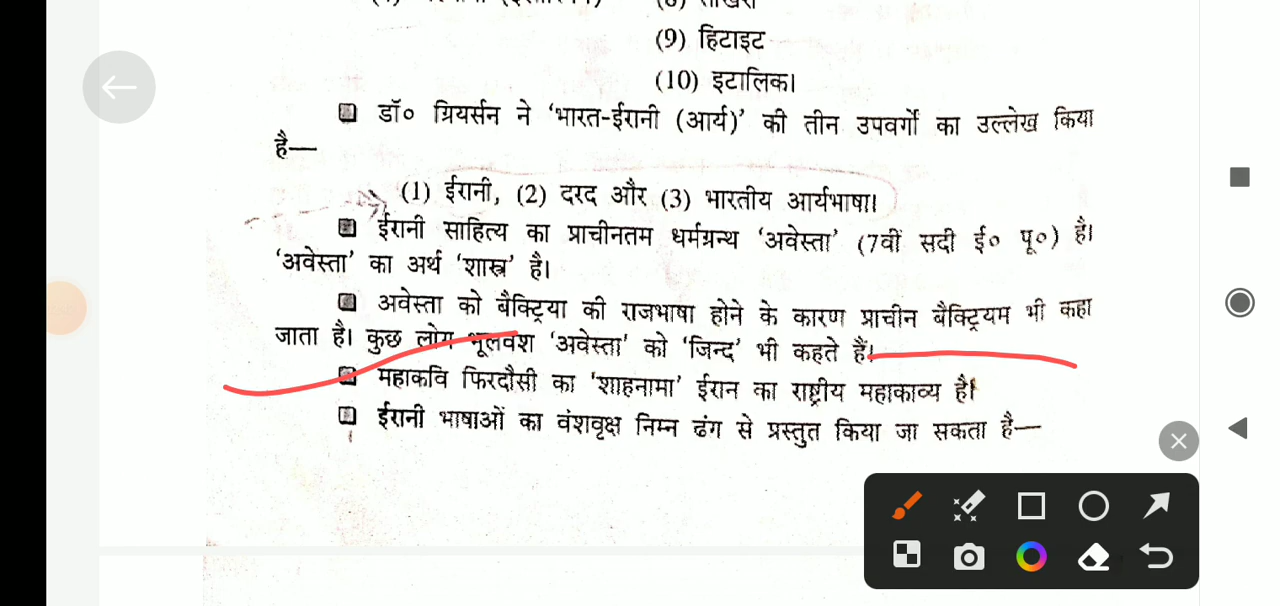 (9) हिटाइट
(10) इटालिक।
डॉ० ग्रियर्सन ने ‘भारत-ईरानी (आर्य)’ की तीन उपवर्गों का उल्लेख किया
है—
(1) ईरानी, (2) दरद और (3) भारतीय आर्यभाषा।
ईरानी साहित्य का प्राचीनतम धर्मग्रन्थ ‘अवेस्ता’ (7वीं सदी ई० पू०) है।
‘अवेस्ता’ का अर्थ ‘शास्त्र’ है।
अवेस्ता को बैक्ट्रिया की राजभाषा होने के कारण प्राचीन बैक्ट्रियम भी कहा
जाता है। कुछ लोग भूलवश ‘अवेस्ता’ को ‘जिन्द’ भी कहते हैं।
महाकवि फिरदौसी का ‘शाहनामा’ ईरान का राष्ट्रीय महाकाव्य है।
ईरानी भाषाओं का वंशवृक्ष निम्न ढंग से प्रस्तुत किया जा सकता है—